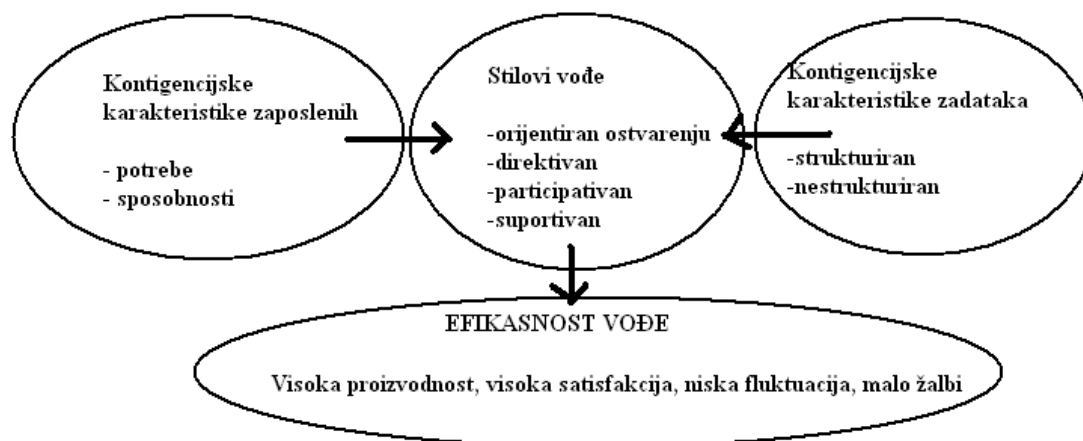 Kontigencijske
karakteristike zaposlenih
- potrebe
- sposobnosti
Stilovi vođe
-orijentiran ostvarenju
-direktivan
-participativan
-suportivan
Kontigencijske
karakteristike zadataka
-strukturiran
-nestrukturiran
EFIKASNOST VOĐE
Visoka proizvodnost, visoka satisfakcija, niska fluktuacija, malo žalbi